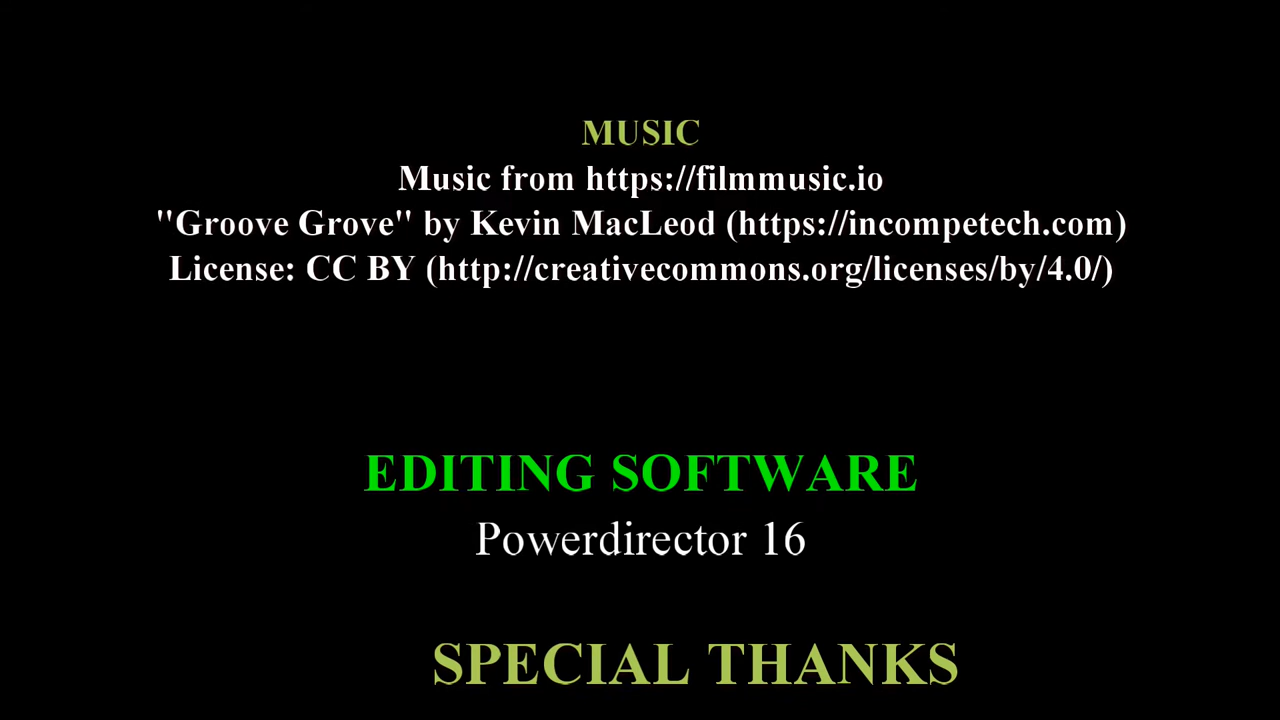 MUSIC
Music from https://filmmusic.io
"Groove Grove" by Kevin MacLeod (https://incompetech.com)
License: CC BY (http://creativecommons.org/licenses/by/4.0/)
EDITING SOFTWARE
Powerdirector 16
SPECIAL THANKS